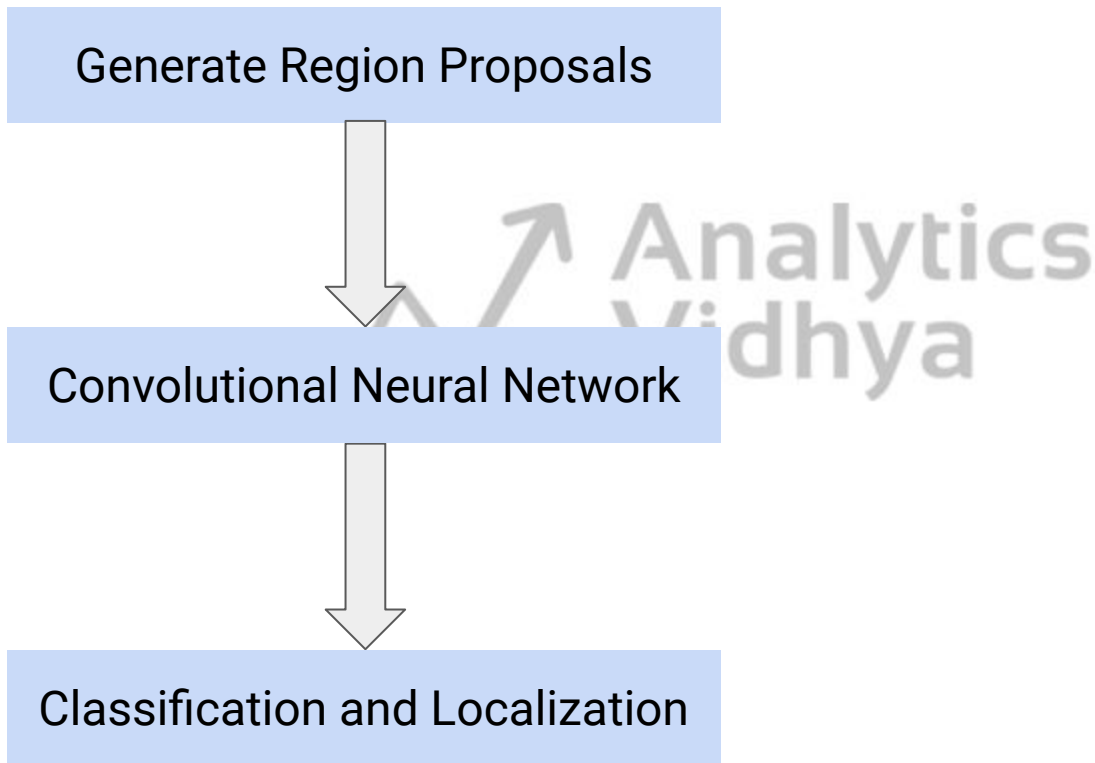 Generate Region Proposals
Analytics
Vidhya
Convolutional Neural Network
Classification and Localization